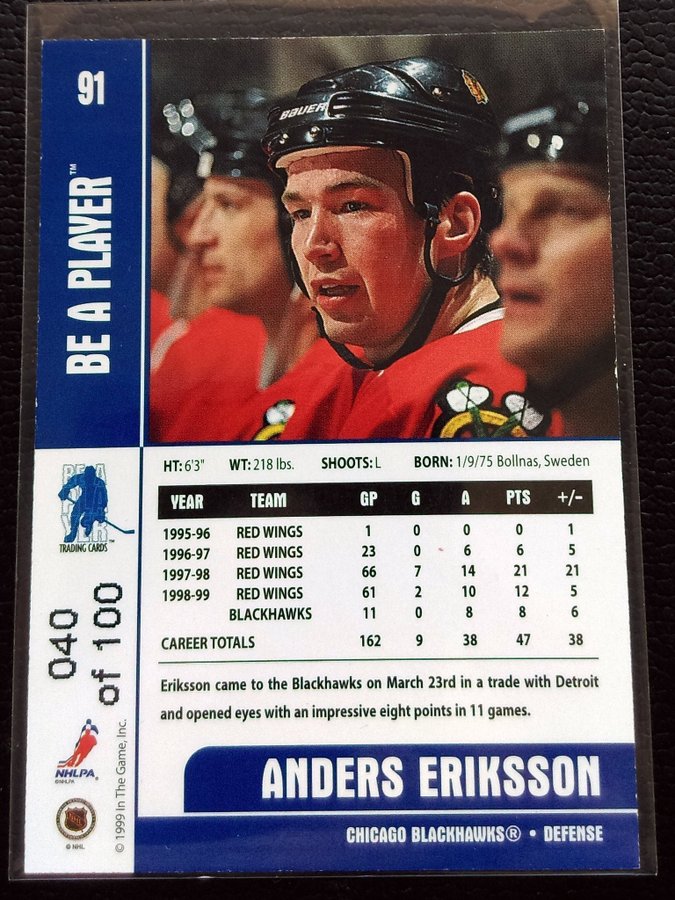 91
BE A PLAYER™
BAUER
HT: 6'3" WT: 218 lbs. SHOOTS: L BORN: 1/9/75 Bollnas, Sweden
YEAR TEAM GP G A PTS +/-
1995-96 RED WINGS 1 0 0 0 1
1996-97 RED WINGS 23 0 6 6 5
1997-98 RED WINGS 66 7 14 21 21
1998-99 RED WINGS 61 2 10 12 5
BLACKHAWKS 11 0 8 8 6
CAREER TOTALS 162 9 38 47 38
Eriksson came to the Blackhawks on March 23rd in a trade with Detroit
and opened eyes with an impressive eight points in 11 games.
ANDERS ERIKSSON
CHICAGO BLACKHAWKS® • DEFENSE
BE A
PLAYER
TRADING CARDS™
040
of 100
NHLPA®
©NHLPA
© NHL
© 1999 In The Game, Inc.